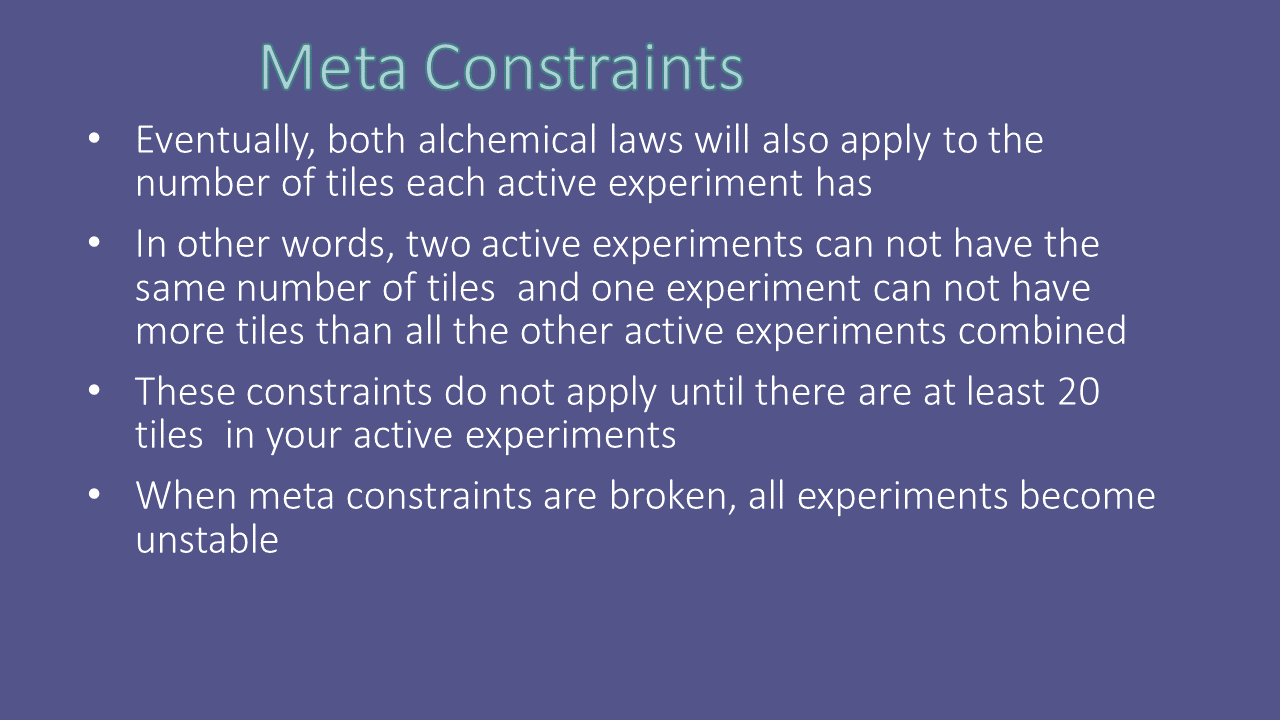 Meta Constraints
• Eventually, both alchemical laws will also apply to the
number of tiles each active experiment has
• In other words, two active experiments can not have the
same number of tiles  and one experiment can not have
more tiles than all the other active experiments combined
• These constraints do not apply until there are at least 20
tiles  in your active experiments
• When meta constraints are broken, all experiments become
unstable